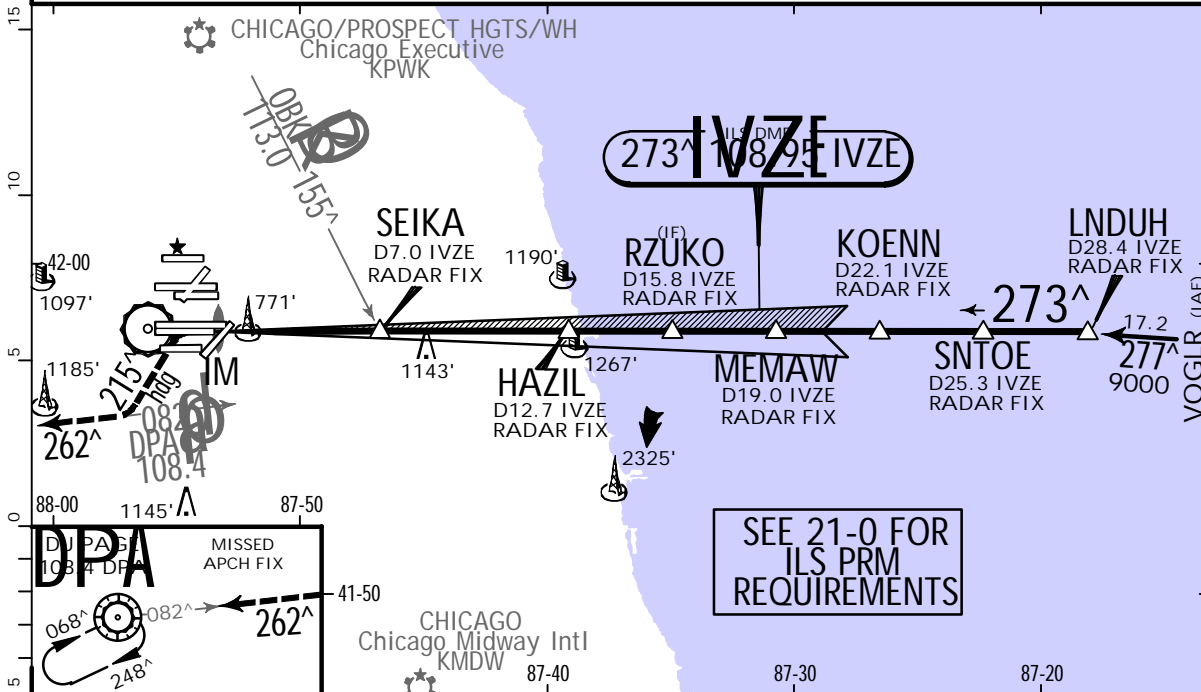 15
CHICAGO/PROSPECT HGTS/WH
Chicago Executive
KPWK
OBK
113.0
155^
ILS DME
273^ 108.95 IVZE
IVZE
10
SEIKA
D7.0 IVZE
RADAR FIX
(IF)
RZUKO
D15.8 IVZE
RADAR FIX
KOENN
D22.1 IVZE
RADAR FIX
LNDUH
D28.4 IVZE
RADAR FIX
42-00
1097'
1190'
771'
273^
17.2
277^
9000
VOGLR (IAF)
5
1185'
215^
hdg
IM
1143'
1267'
HAZIL
D12.7 IVZE
RADAR FIX
MEMAW
D19.0 IVZE
RADAR FIX
SNTOE
D25.3 IVZE
RADAR FIX
262^
082^
DPA
108.4
2325'
1145'
0
88-00
87-50
SEE 21-0 FOR
ILS PRM
REQUIREMENTS
DU PAGE
108.4 DPA
DPA
MISSED
APCH FIX
068^
082^
262^
248^
41-50
CHICAGO
Chicago Midway Intl
KMDW
5
87-40
87-30
87-20